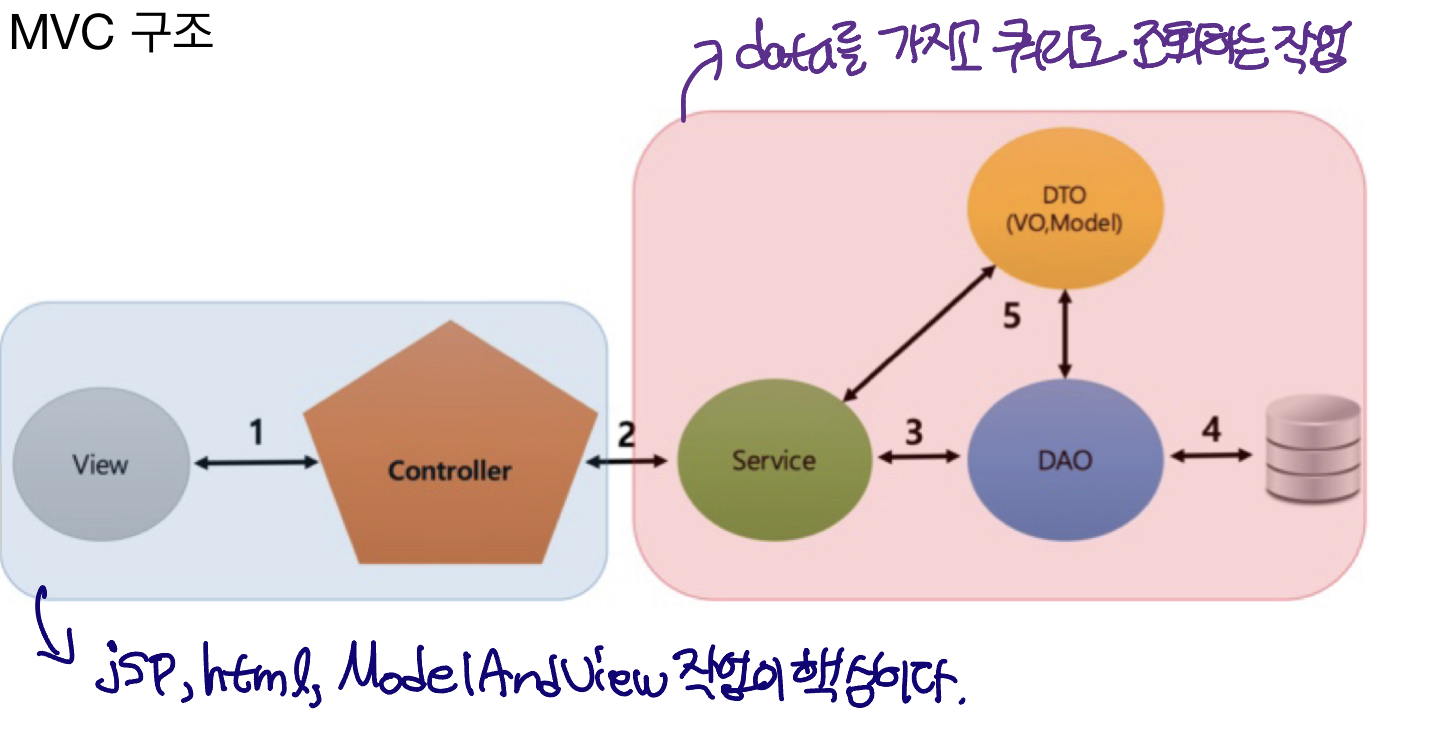 MVC 구조
data를 가지고 쿼리로 조회하는 작업
DTO
(VO,Model)
5
1
2
3
4
View
Controller
Service
DAO
jsp, html, ModelAndView 작업이 핵심이다.